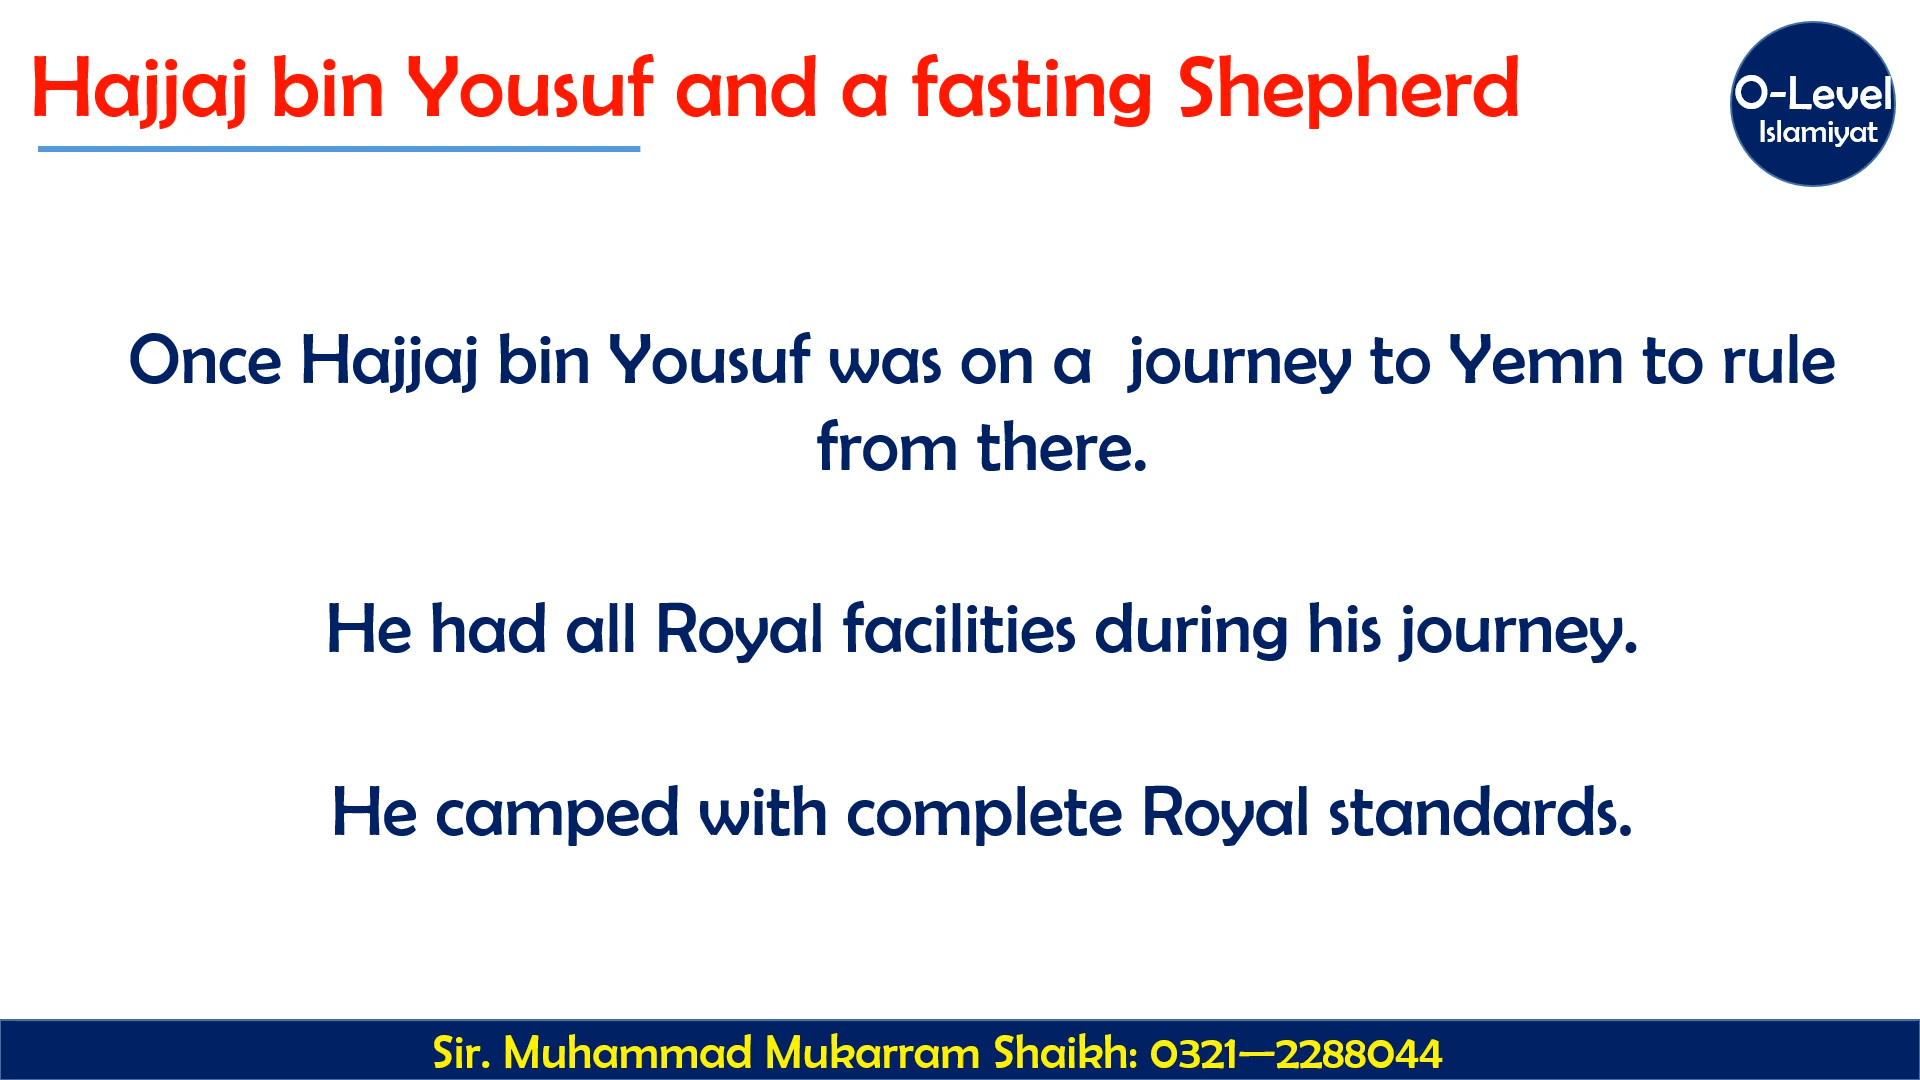 Hajjaj bin Yousuf and a fasting Shepherd
O-Level
Islamiyat
Once Hajjaj bin Yousuf was on a  journey to Yemn to rule
from there.
He had all Royal facilities during his journey.
He camped with complete Royal standards.
Sir. Muhammad Mukarram Shaikh: 0321—2288044